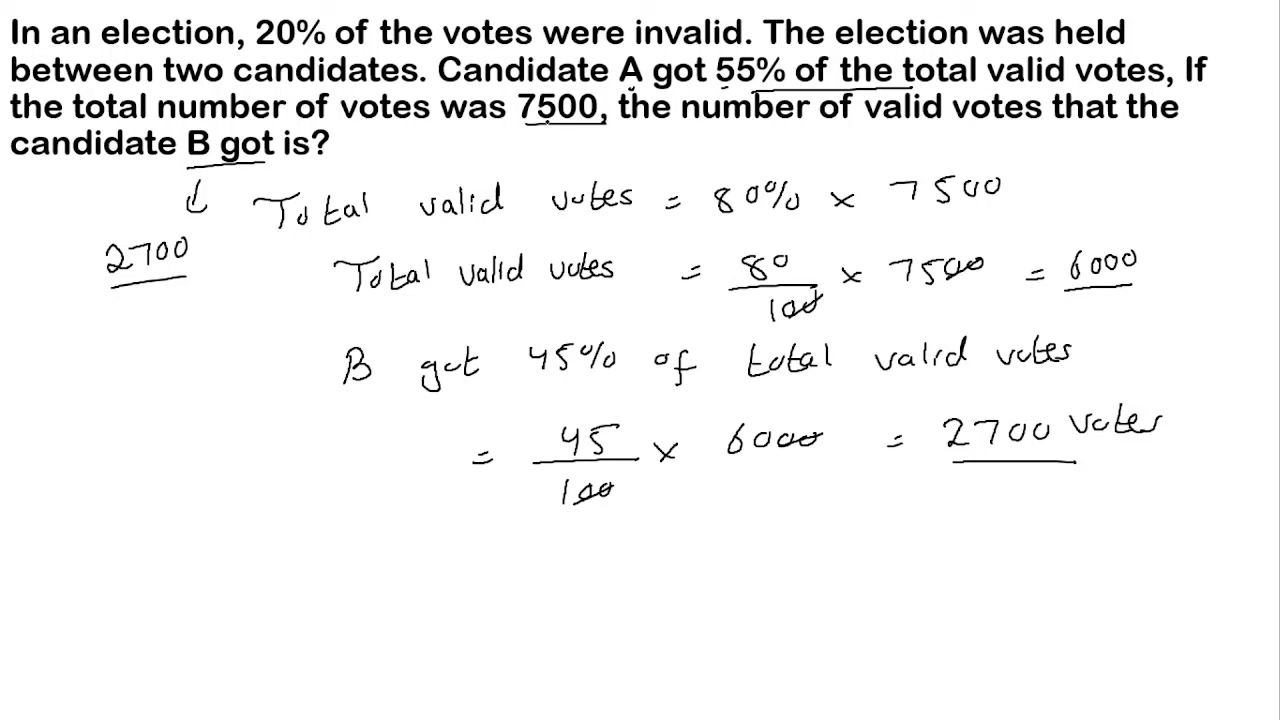 In an election, 20% of the votes were invalid. The election was held
between two candidates. Candidate A got 55% of the total valid votes, If
the total number of votes was 7500, the number of valid votes that the
candidate B got is?
Total valid votes = 80% × 7500
2700
Total valid votes = 80/100 × 7500 = 6000
B got 45% of total valid votes
= 45/100 × 6000 = 2700 votes